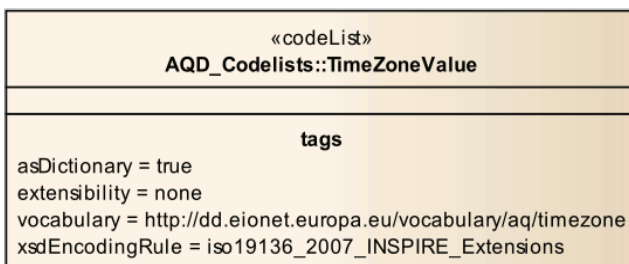 «codeList»
AQD_Codelists::TimeZoneValue
tags
asDictionary = true
extensibility = none
vocabulary = http://dd.eionet.europa.eu/vocabulary/aq/timezone
xsdEncodingRule = iso19136_2007_INSPIRE_Extensions